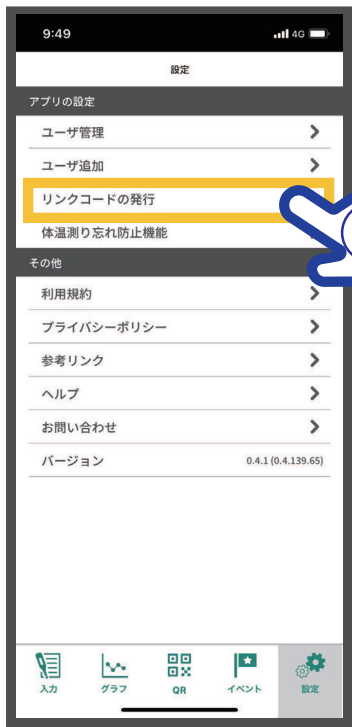 9:49 4G
設定
アプリの設定
ユーザ管理
ユーザ追加
リンクコードの発行
体温測り忘れ防止機能
その他
利用規約
プライバシーポリシー
参考リンク
ヘルプ
お問い合わせ
バージョン 0.4.1 (0.4.139.65)
入力 グラフ QR イベント 設定